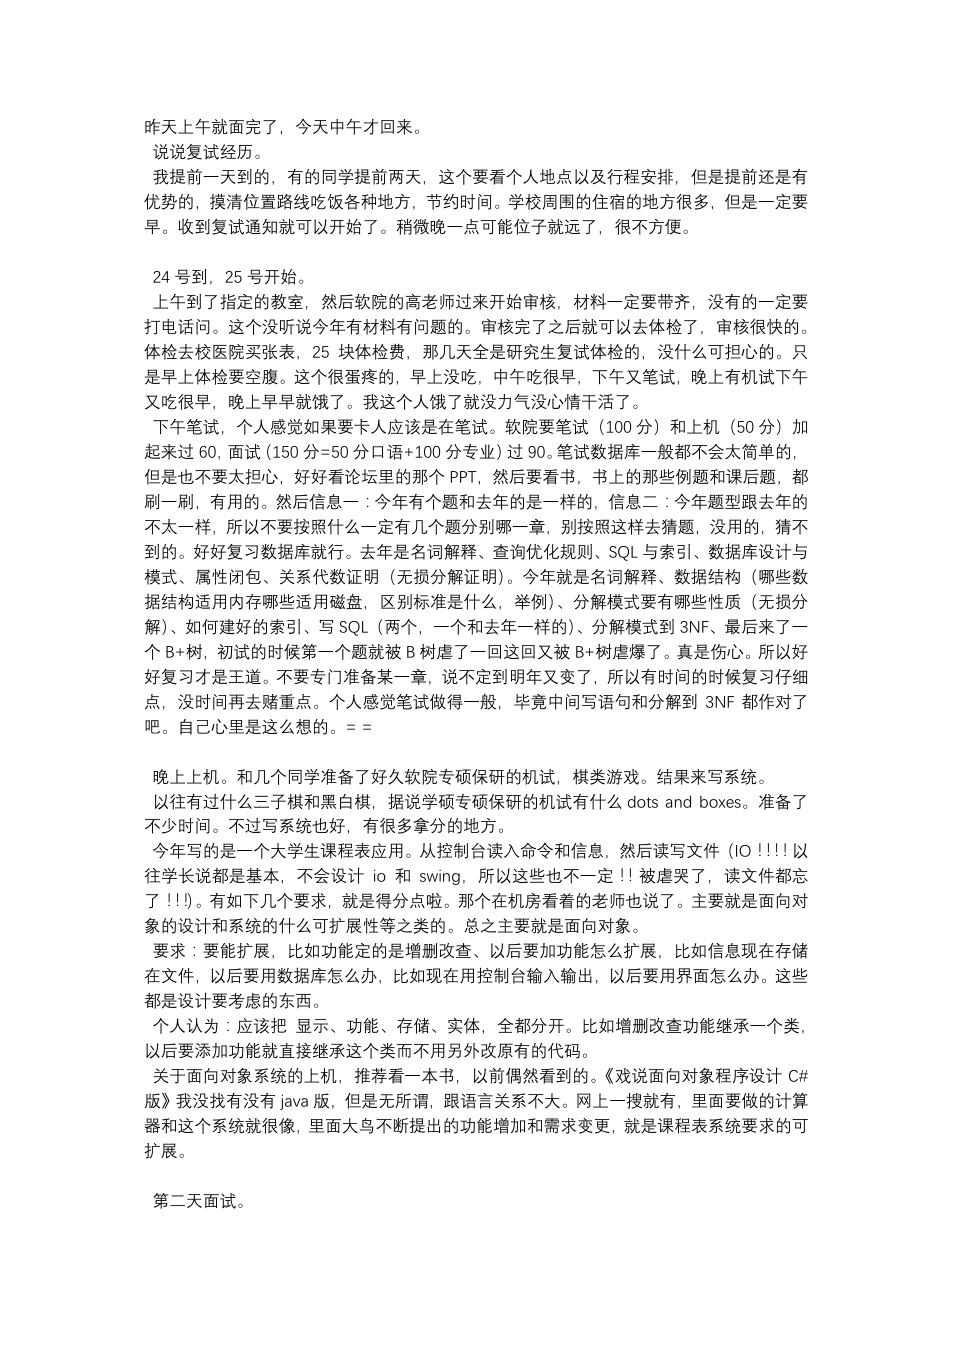 昨天上午就面完了，今天中午才回来。
说说复试经历。
我提前一天到的，有的同学提前两天，这个要看个人地点以及行程安排，但是提前还是有
优势的，摸清位置路线吃饭各种地方，节约时间。学校周围的住宿的地方很多，但是一定要
早。收到复试通知就可以开始了。稍微晚一点可能位子就远了，很不方便。
24 号到，25 号开始。
上午到了指定的教室，然后软院的高老师过来开始审核，材料一定要带齐，没有的一定要
打电话问。这个没听说今年有材料有问题的。审核完了之后就可以去体检了，审核很快的。
体检去校医院买张表，25 块体检费，那几天全是研究生复试体检的，没什么可担心的。只
是早上体检要空腹。这个很蛋疼的，早上没吃，中午吃很早，下午又笔试，晚上有机试下午
又吃很早，晚上早早就饿了。我这个人饿了就没力气没心情干活了。
下午笔试，个人感觉如果要卡人应该是在笔试。软院要笔试（100 分）和上机（50 分）加
起来过 60，面试（150 分=50 分口语+100 分专业）过 90。笔试数据库一般都不会太简单的，
但是也不要太担心，好好看论坛里的那个 PPT，然后要看书，书上的那些例题和课后题，都
刷一刷，有用的。然后信息一：今年有个题和去年的是一样的，信息二：今年题型跟去年的
不太一样，所以不要按照什么一定有几个题分别哪一章，别按照这样去猜题，没用的，猜不
到的。好好复习数据库就行。去年是名词解释、查询优化规则、SQL 与索引、数据库设计与
模式、属性闭包、关系代数证明（无损分解证明）。今年就是名词解释、数据结构（哪些数
据结构适用内存哪些适用磁盘，区别标准是什么，举例）、分解模式要有哪些性质（无损分
解）、如何建好的索引、写 SQL（两个，一个和去年一样的）、分解模式到 3NF、最后来了一
个 B+树，初试的时候第一个题就被 B 树虐了一回这回又被 B+树虐爆了。真是伤心。所以好
好复习才是王道。不要专门准备某一章，说不定到明年又变了，所以有时间的时候复习仔细
点，没时间再去赌重点。个人感觉笔试做得一般，毕竟中间写语句和分解到 3NF 都作对了
吧。自己心里是这么想的。= =
晚上上机。和几个同学准备了好久软院专硕保研的机试，棋类游戏。结果来写系统。
以往有过什么三子棋和黑白棋，据说学硕专硕保研的机试有什么 dots and boxes。准备了
不少时间。不过写系统也好，有很多拿分的地方。
今年写的是一个大学生课程表应用。从控制台读入命令和信息，然后读写文件（IO！！！！以
往学长说都是基本，不会设计 io 和 swing，所以这些也不一定！！被虐哭了，读文件都忘
了！！！）。有如下几个要求，就是得分点啦。那个在机房看着的老师也说了。主要就是面向对
象的设计和系统的什么可扩展性等之类的。总之主要就是面向对象。
要求：要能扩展，比如功能定的是增删改查、以后要加功能怎么扩展，比如信息现在存储
在文件，以后要用数据库怎么办，比如现在用控制台输入输出，以后要用界面怎么办。这些
都是设计要考虑的东西。
个人认为：应该把 显示、功能、存储、实体，全都分开。比如增删改查功能继承一个类，
以后要添加功能就直接继承这个类而不用另外改原有的代码。
关于面向对象系统的上机，推荐看一本书，以前偶然看到的。《戏说面向对象程序设计 C#
版》我没找有没有 java 版，但是无所谓，跟语言关系不大。网上一搜就有，里面要做的计算
器和这个系统就很像，里面大鸟不断提出的功能增加和需求变更，就是课程表系统要求的可
扩展。
第二天面试。